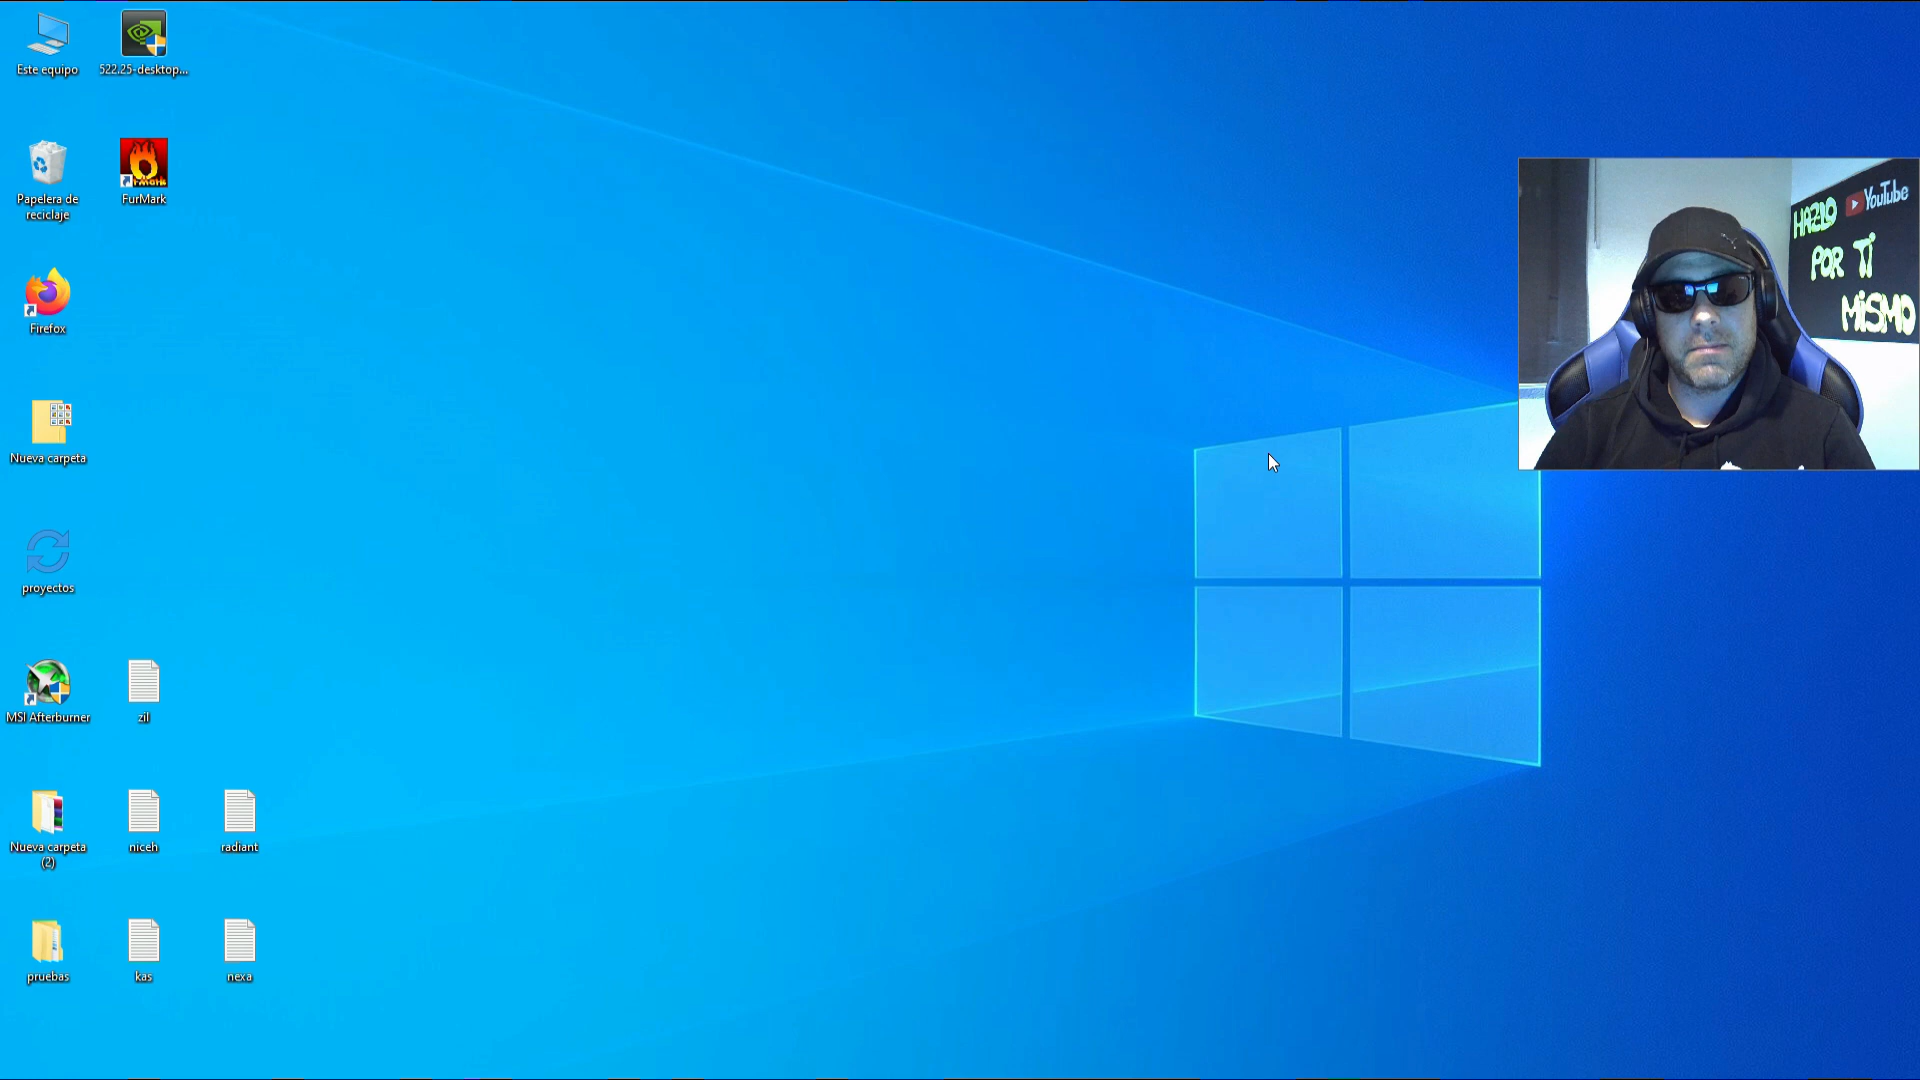 Este equipo
522.25-desktop...
Papelera de
reciclaje
FurMark
Firefox
Nueva carpeta
proyectos
MSI Afterburner
zil
Nueva carpeta
(2)
niceh
radiant
pruebas
kas
nexa
HAZLO
YouTube
POR TI
MiSMO